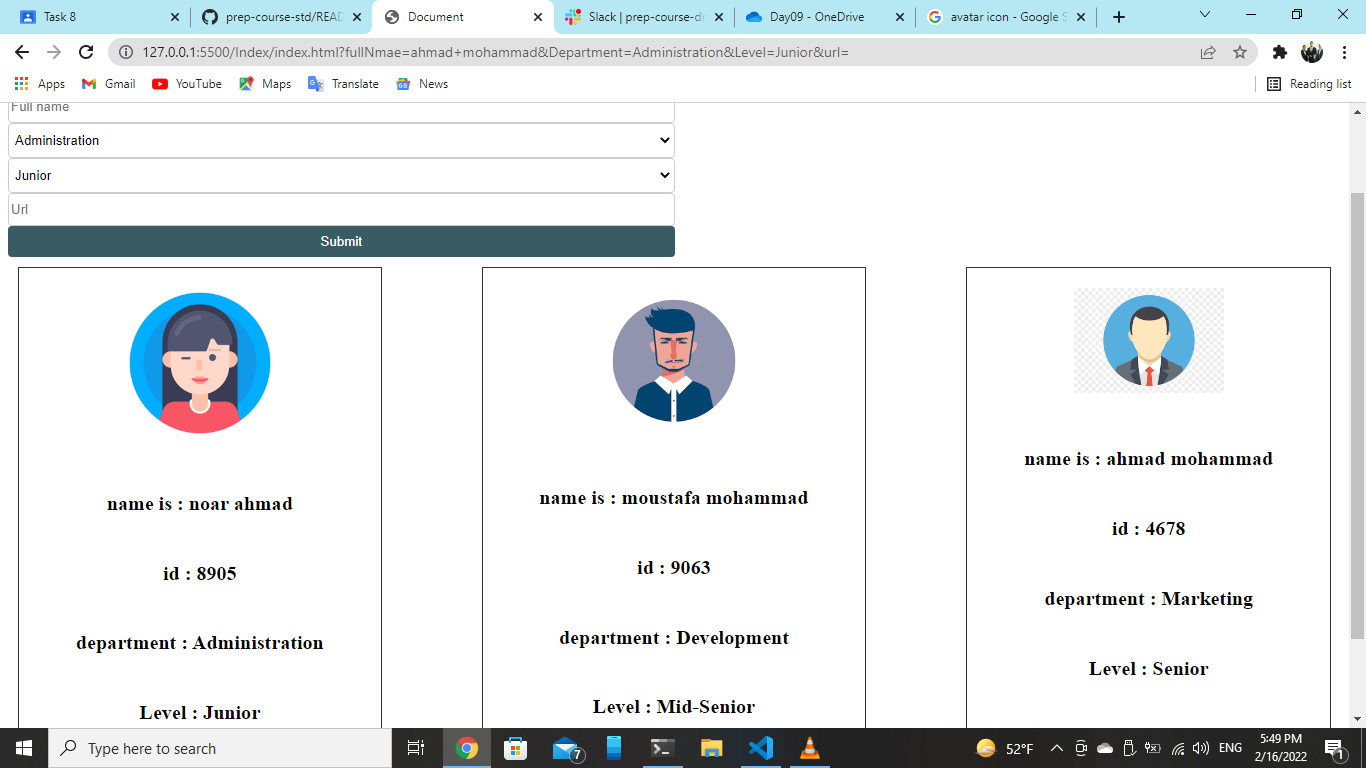 Task 8
prep-course-std/READ
Document
Slack | prep-course-dr
Day09 - OneDrive
avatar icon - Google S
127.0.0.1:5500/Index/index.html?fullNmae=ahmad+mohammad&Department=Administration&Level=Junior&url=
Apps
Gmail
YouTube
Maps
Translate
News
Reading list
Full name
Administration
Junior
Url
Submit
name is : noar ahmad
id : 8905
department : Administration
Level : Junior
name is : moustafa mohammad
id : 9063
department : Development
Level : Mid-Senior
name is : ahmad mohammad
id : 4678
department : Marketing
Level : Senior
Type here to search
7
52°F
ENG
5:49 PM
2/16/2022
1